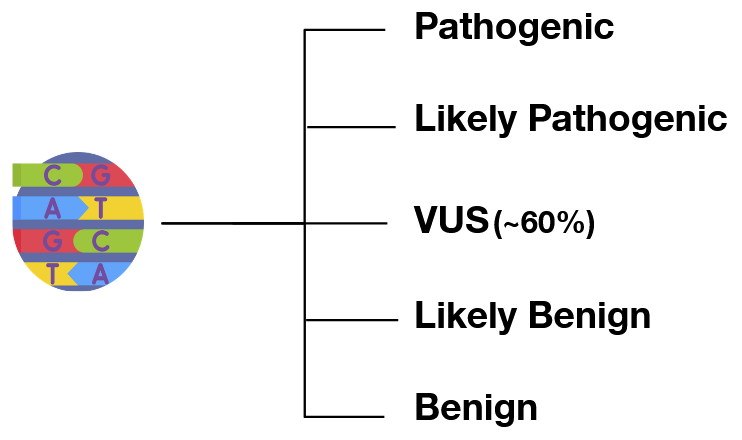 Pathogenic
Likely Pathogenic
C G
A T
VUS (~60%)
G C
T A
Likely Benign
Benign